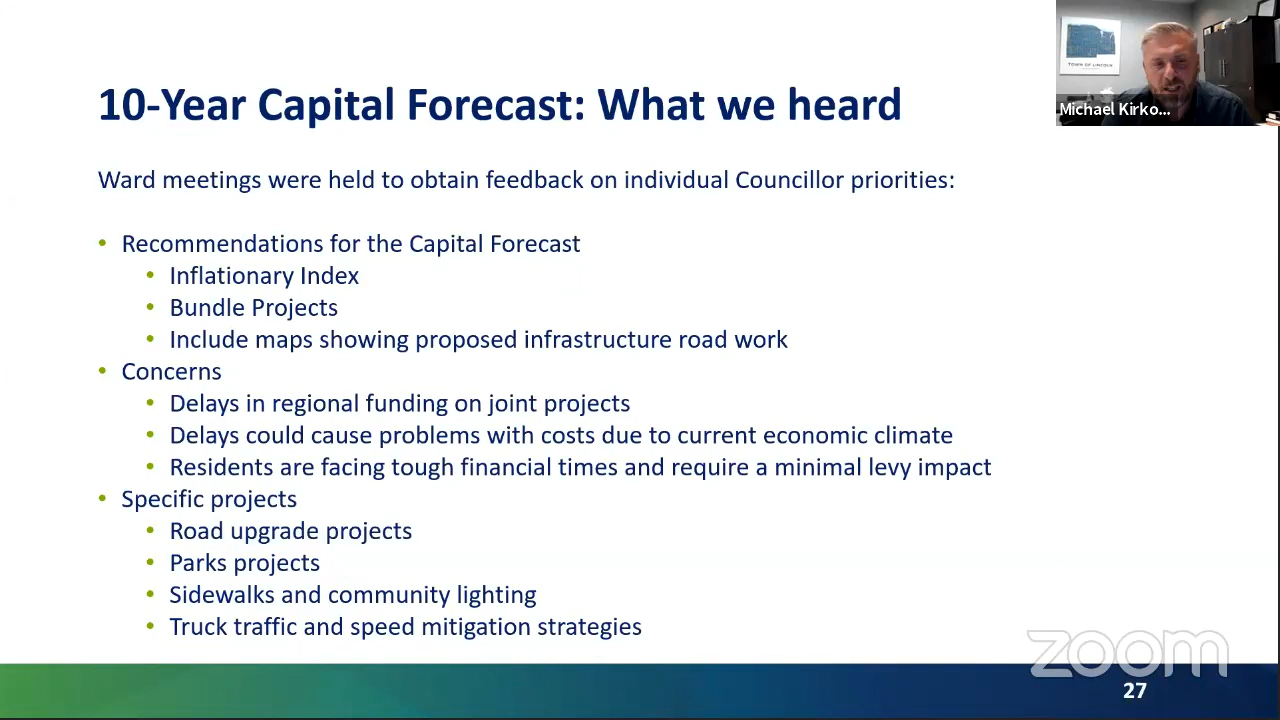 10-Year Capital Forecast: What we heard
TOWN OF LINCOLN
Michael Kirko...
Ward meetings were held to obtain feedback on individual Councillor priorities:
• Recommendations for the Capital Forecast
• Inflationary Index
• Bundle Projects
• Include maps showing proposed infrastructure road work
• Concerns
• Delays in regional funding on joint projects
• Delays could cause problems with costs due to current economic climate
• Residents are facing tough financial times and require a minimal levy impact
• Specific projects
• Road upgrade projects
• Parks projects
• Sidewalks and community lighting
• Truck traffic and speed mitigation strategies
zoom
27